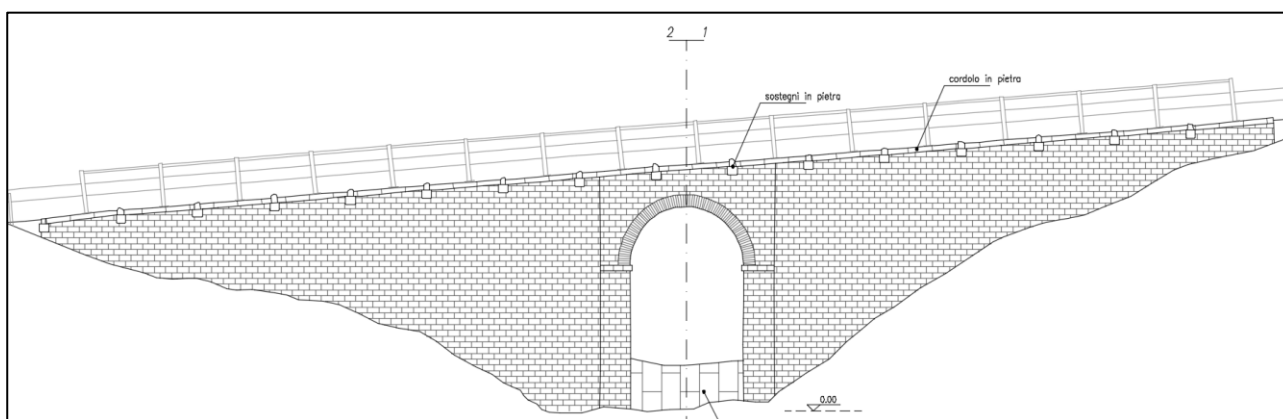 2 1
sostegni in pietra
cordolo in pietra
0.00